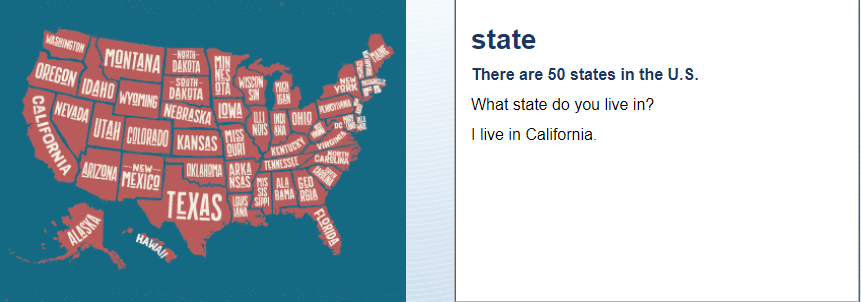 WASHINGTON
OREGON
CALIFORNIA
NEVADA
IDAHO
MONTANA
WYOMING
UTAH
COLORADO
ARIZONA
NEW
MEXICO
NORTH
DAKOTA
SOUTH
DAKOTA
NEBRASKA
KANSAS
OKLAHOMA
TEXAS
MIN
NES
OTA
IOWA
MISS
OURI
ARKA
NSAS
LOUIS
IANA
WISCON
SIN
ILLI
NOIS
MICH
IGAN
INDI
ANA
OHIO
KENTUCKY
TENNESSEE
MIS
SIS
SIPPI
ALA
BAMA
GEO
RGIA
FLORIDA
SOUTH
CAROLINA
NORTH
CAROLINA
VIRGINIA
DC
PENNSYLVANIA
NEW
YORK
MAINE
ALASKA
HAWAII
state
There are 50 states in the U.S.
What state do you live in?
I live in California.